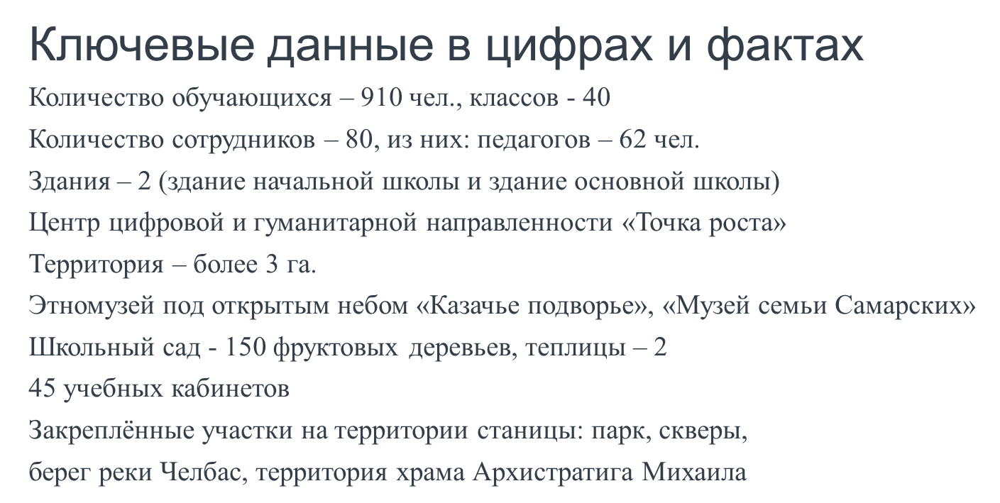 Ключевые данные в цифрах и фактах
Количество обучающихся – 910 чел., классов - 40
Количество сотрудников – 80, из них: педагогов – 62 чел.
Здания – 2 (здание начальной школы и здание основной школы)
Центр цифровой и гуманитарной направленности «Точка роста»
Территория – более 3 га.
Этномузей под открытым небом «Казачье подворье», «Музей семьи Самарских»
Школьный сад - 150 фруктовых деревьев, теплицы – 2
45 учебных кабинетов
Закреплённые участки на территории станицы: парк, скверы,
берег реки Челбас, территория храма Архистратига Михаила